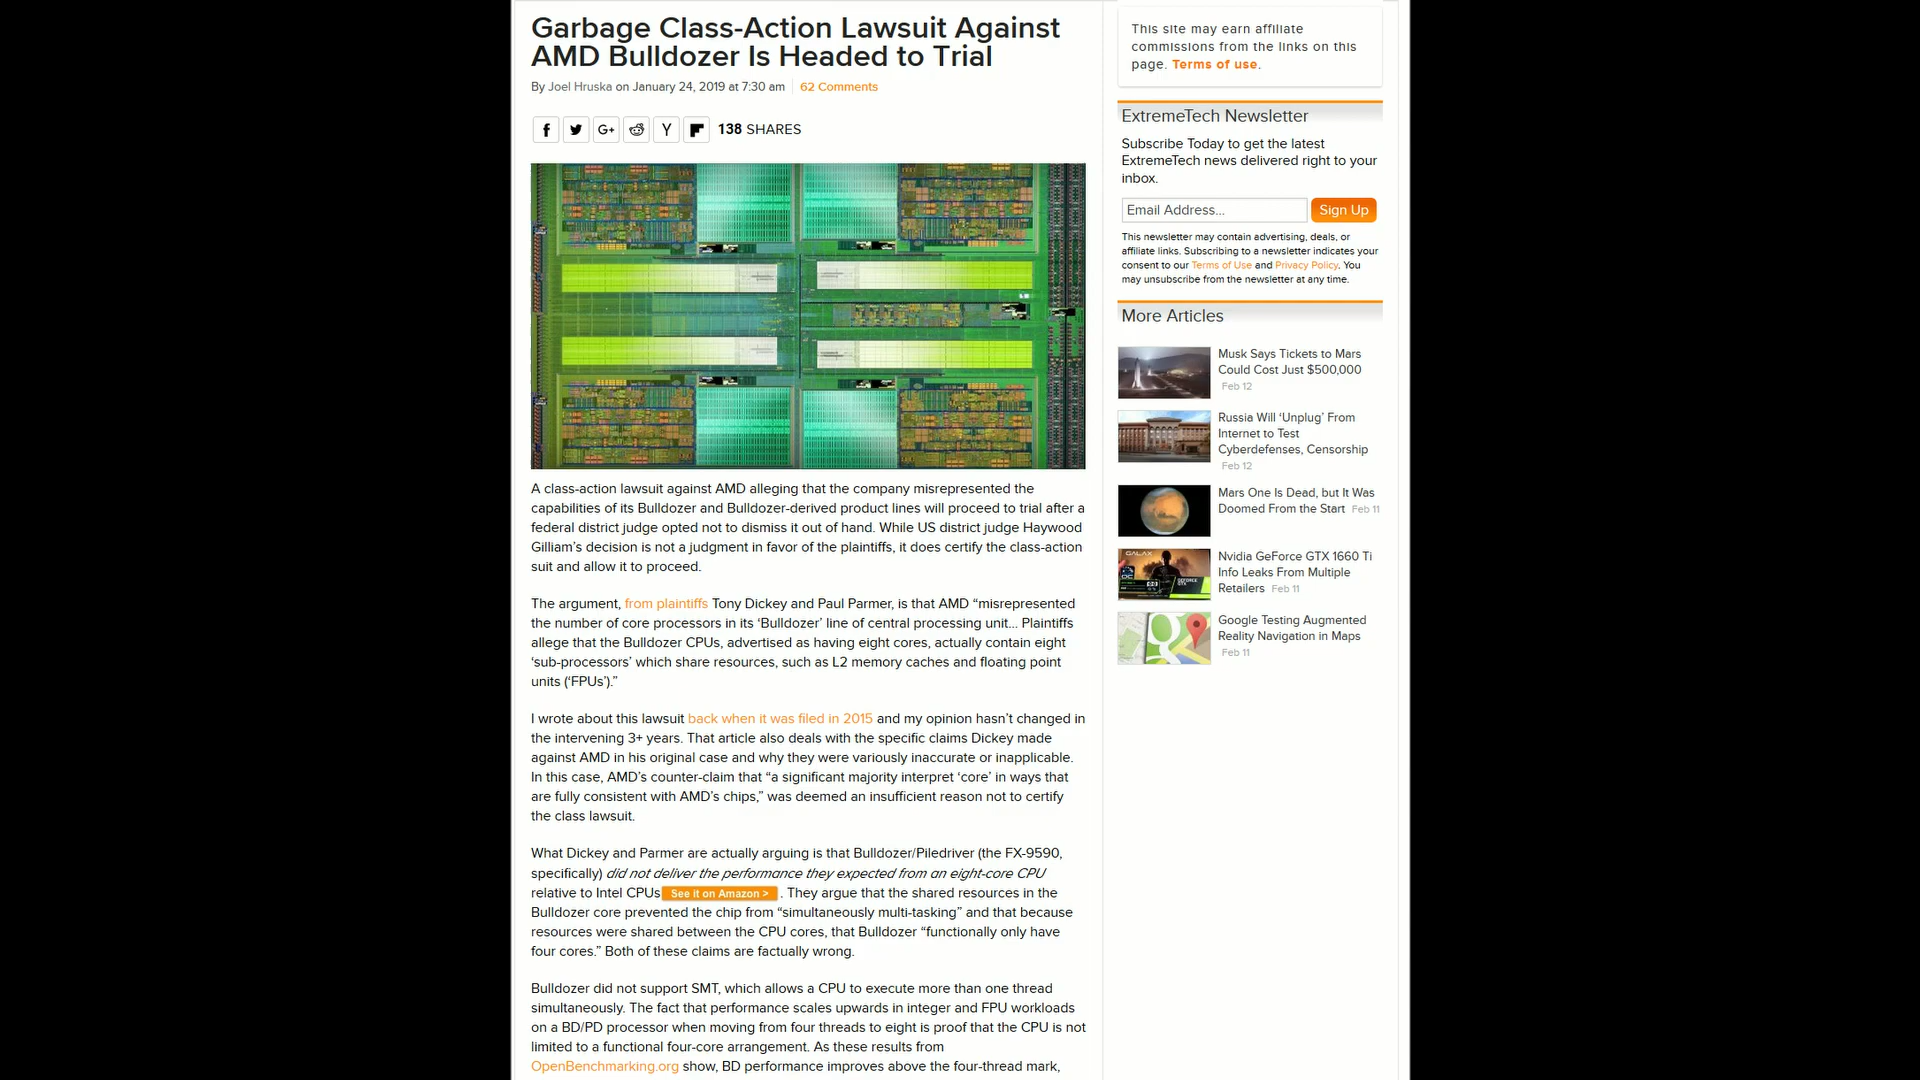 Garbage Class-Action Lawsuit Against
AMD Bulldozer Is Headed to Trial
By Joel Hruska on January 24, 2019 at 7:30 am
62 Comments
138 SHARES
A class-action lawsuit against AMD alleging that the company misrepresented the
capabilities of its Bulldozer and Bulldozer-derived product lines will proceed to trial after a
federal district judge opted not to dismiss it out of hand. While US district judge Haywood
Gilliam’s decision is not a judgment in favor of the plaintiffs, it does certify the class-action
suit and allow it to proceed.
The argument, from plaintiffs Tony Dickey and Paul Parmer, is that AMD “misrepresented
the number of core processors in its ‘Bulldozer’ line of central processing unit… Plaintiffs
allege that the Bulldozer CPUs, advertised as having eight cores, actually contain eight
‘sub-processors’ which share resources, such as L2 memory caches and floating point
units (‘FPUs’).”
I wrote about this lawsuit back when it was filed in 2015 and my opinion hasn’t changed in
the intervening 3+ years. That article also deals with the specific claims Dickey made
against AMD in his original case and why they were variously inaccurate or inapplicable.
In this case, AMD’s counter-claim that “a significant majority interpret ‘core’ in ways that
are fully consistent with AMD’s chips,” was deemed an insufficient reason not to certify
the class lawsuit.
What Dickey and Parmer are actually arguing is that Bulldozer/Piledriver (the FX-9590,
specifically) did not deliver the performance they expected from an eight-core CPU
relative to Intel CPUs See it on Amazon > . They argue that the shared resources in the
Bulldozer core prevented the chip from “simultaneously multi-tasking” and that because
resources were shared between the CPU cores, that Bulldozer “functionally only have
four cores.” Both of these claims are factually wrong.
Bulldozer did not support SMT, which allows a CPU to execute more than one thread
simultaneously. The fact that performance scales upwards in integer and FPU workloads
on a BD/PD processor when moving from four threads to eight is proof that the CPU is not
limited to a functional four-core arrangement. As these results from
OpenBenchmarking.org show, BD performance improves above the four-thread mark,
This site may earn affiliate
commissions from the links on this
page. Terms of use.
ExtremeTech Newsletter
Subscribe Today to get the latest
ExtremeTech news delivered right to your
inbox.
Email Address...
Sign Up
This newsletter may contain advertising, deals, or
affiliate links. Subscribing to a newsletter indicates your
consent to our Terms of Use and Privacy Policy. You
may unsubscribe from the newsletter at any time.
More Articles
Musk Says Tickets to Mars
Could Cost Just $500,000
Feb 12
Russia Will ‘Unplug’ From
Internet to Test
Cyberdefenses, Censorship
Feb 12
Mars One Is Dead, but It Was
Doomed From the Start Feb 11
GALAX
Nvidia GeForce GTX 1660 Ti
Info Leaks From Multiple
Retailers Feb 11
Google Testing Augmented
Reality Navigation in Maps
Feb 11